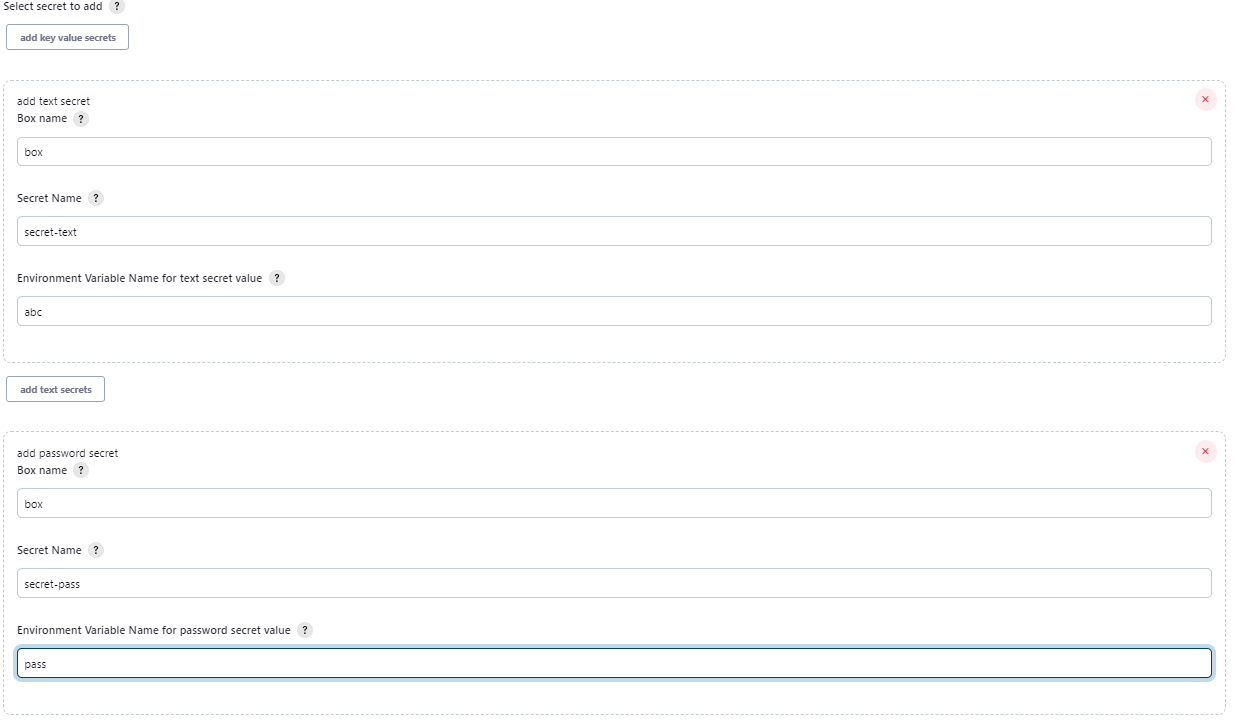 Select secret to add ?
add key value secrets
add text secret
×
Box name ?
box
Secret Name ?
secret-text
Environment Variable Name for text secret value ?
abc
add text secrets
add password secret
×
Box name ?
box
Secret Name ?
secret-pass
Environment Variable Name for password secret value ?
pass